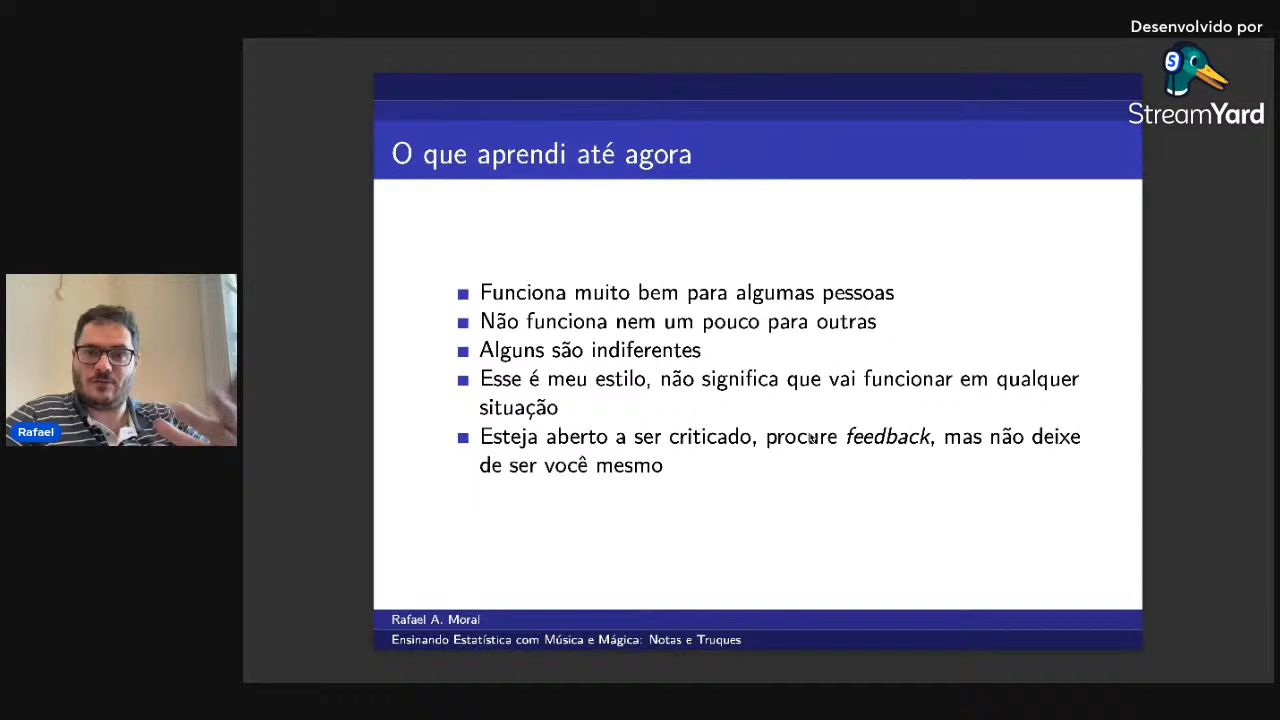 Desenvolvido por
StreamYard
O que aprendi até agora
Funciona muito bem para algumas pessoas
Não funciona nem um pouco para outras
Alguns são indiferentes
Esse é meu estilo, não significa que vai funcionar em qualquer
situação
Esteja aberto a ser criticado, procure feedback, mas não deixe
de ser você mesmo
Rafael
Rafael A. Moral
Ensinando Estatística com Música e Mágica: Notas e Truques